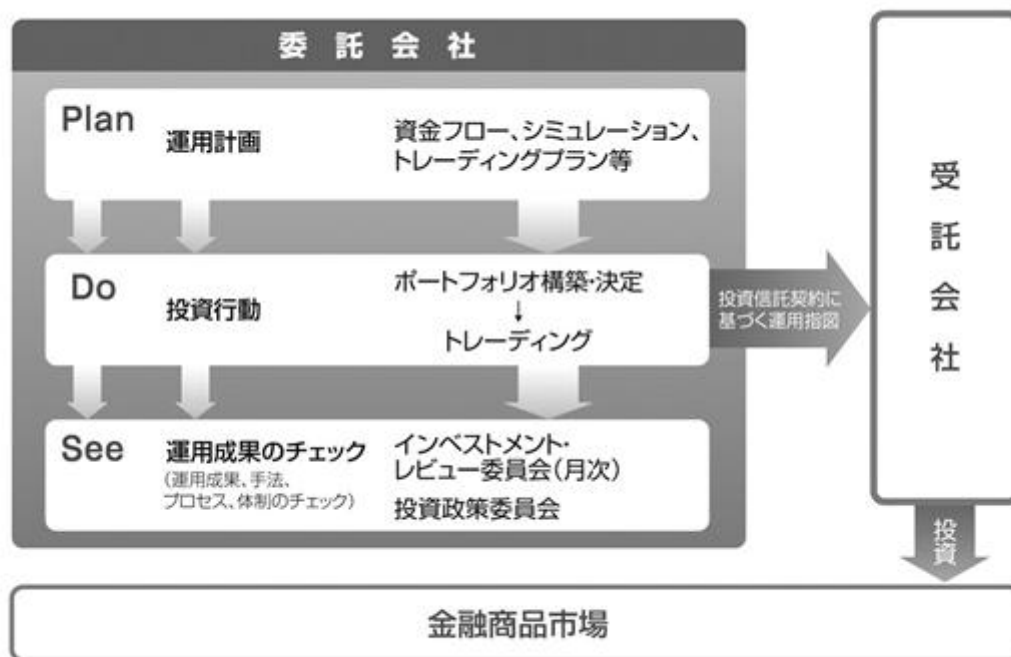 委託会社
Plan
運用計画
資金フロー、シミュレーション、
トレーディングプラン等
Do
投資行動
ポートフォリオ構築・決定
↓
トレーディング
See
運用成果のチェック
(運用成果、手法、
プロセス、体制のチェック)
インベストメント・
レビュー委員会(月次)
投資政策委員会
投資信託契約に
基づく運用指図
受託会社
投資
金融商品市場